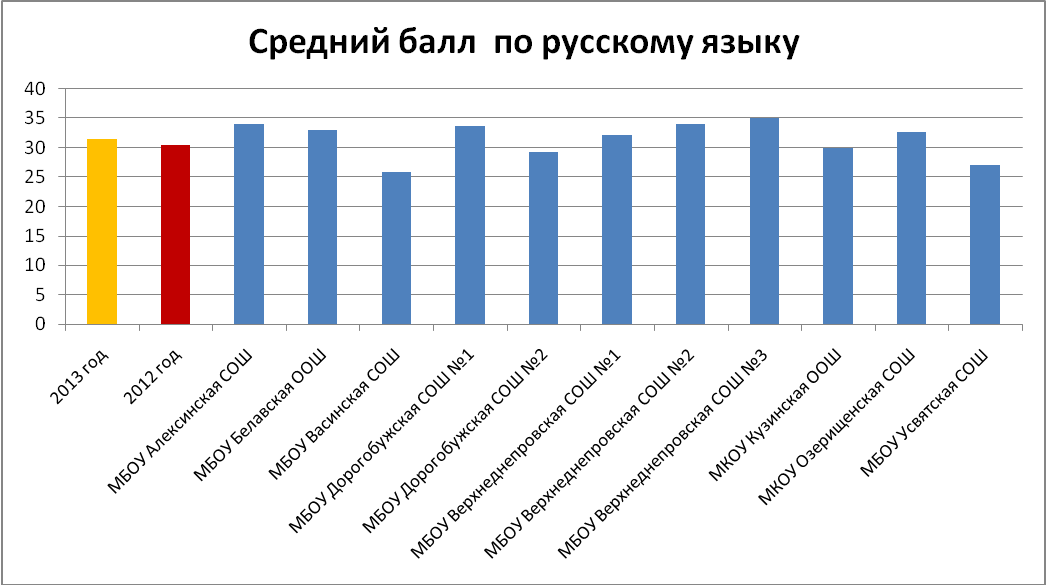 Средний балл по русскому языку
40
35
30
25
20
15
10
5
0
2013 год
2012 год
МБОУ Алексинская СОШ
МБОУ Белавская ООШ
МБОУ Васинская СОШ
МБОУ Дорогобужская СОШ №1
МБОУ Дорогобужская СОШ №2
МБОУ Верхнеднепровская СОШ №1
МБОУ Верхнеднепровская СОШ №2
МБОУ Верхнеднепровская СОШ №3
МКОУ Кузинская ООШ
МКОУ Озерищенская СОШ
МБОУ Усвятская СОШ